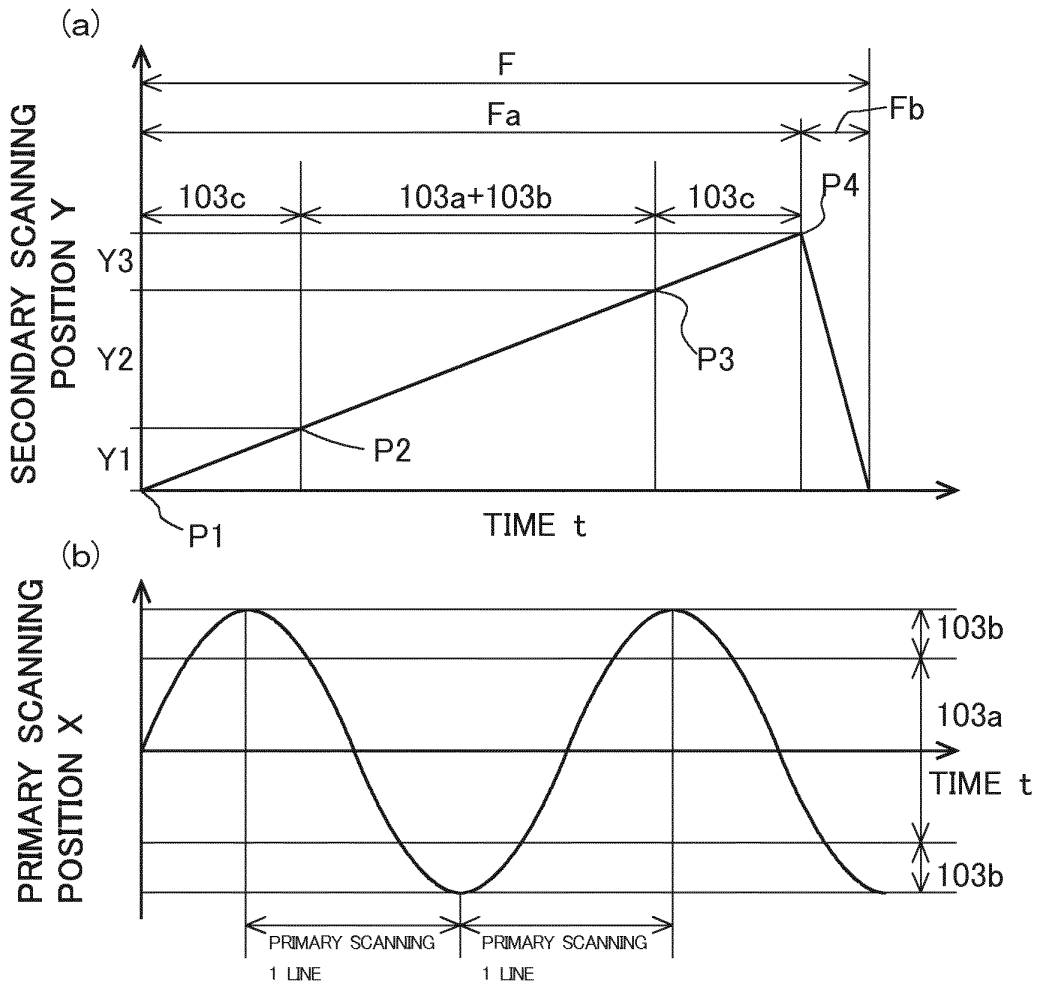 (a)
F
Fa
Fb
103c
103a+103b
103c
P4
SECONDARY SCANNING
POSITION Y
Y3
Y2
Y1
P3
P2
P1
TIME t
(b)
PRIMARY SCANNING
POSITION X
103b
103a
TIME t
103b
PRIMARY SCANNING
1 LINE
PRIMARY SCANNING
1 LINE